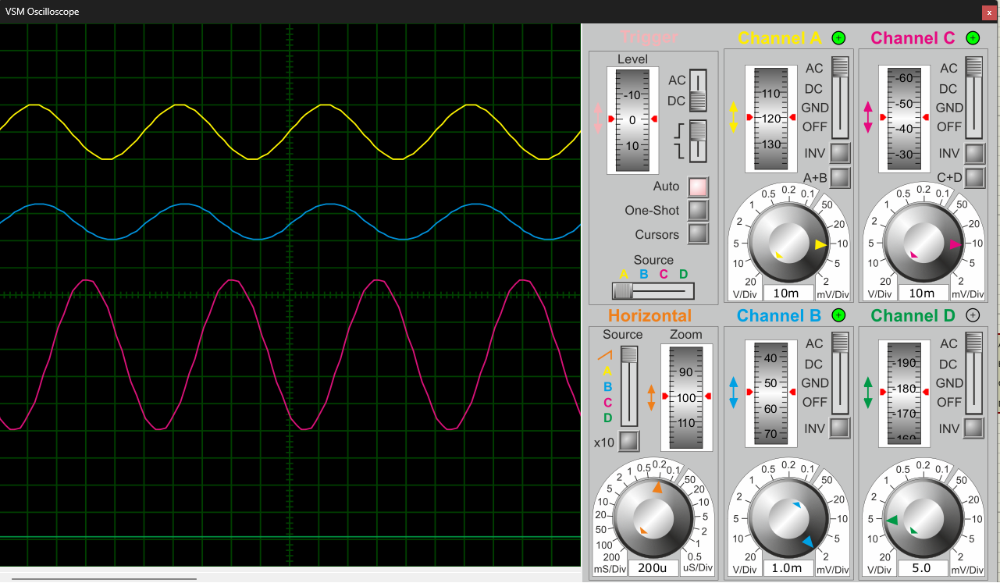 VSM Oscilloscope
x
Trigger
Level
-10
0
10
AC
DC
Auto
One-Shot
Cursors
Source
A B C D
Channel A
110
120
130
AC
DC
GND
OFF
INV
A+B
0.5 0.2 0.1
1 50
2 20
5 10
10 5
20 2
V/Div 10m mV/Div
Channel C
-60
-50
-40
-30
AC
DC
GND
OFF
INV
C+D
0.5 0.2 0.1
1 50
2 20
5 10
10 5
20 2
V/Div 10m mV/Div
Horizontal
Source
A
B
C
D
x10
Zoom
90
100
110
0.5 0.2 0.1
1 50
2 20
5 10
10 5
20 2
50 1
100 0.5
200
mS/Div 200u uS/Div
Channel B
40
50
60
70
AC
DC
GND
OFF
INV
0.5 0.2 0.1
1 50
2 20
5 10
10 5
20 2
V/Div 1.0m mV/Div
Channel D
-190
-180
-170
-160
AC
DC
GND
OFF
INV
0.5 0.2 0.1
1 50
2 20
5 10
10 5
20 2
V/Div 5.0 mV/Div